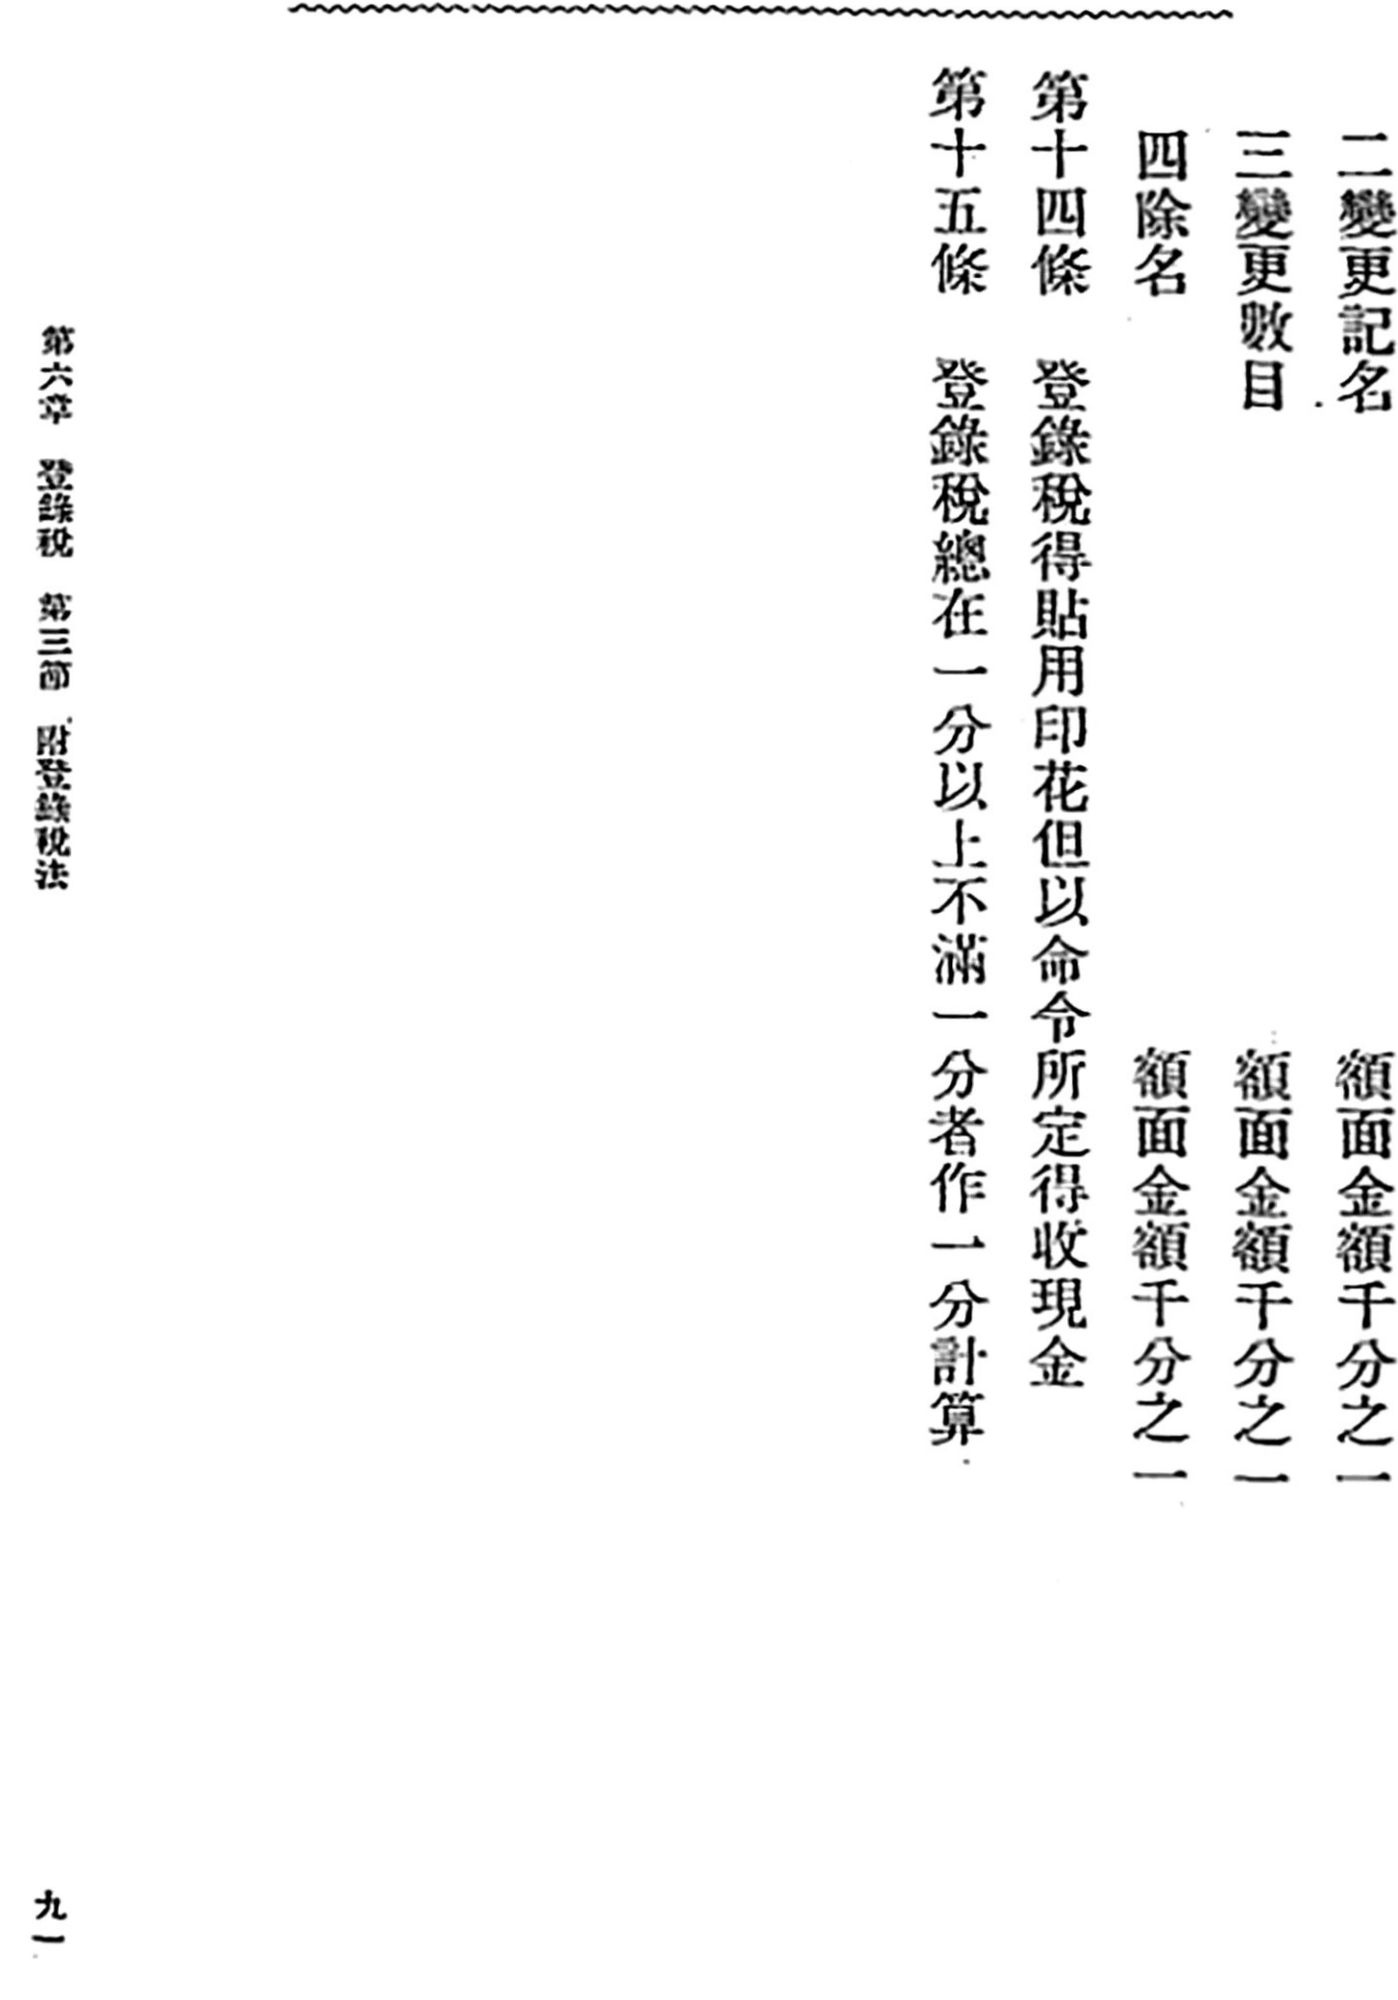 二變更記名　額面金額千分之一
三變更數目　額面金額千分之一
四除名　額面金額千分之一
第十四條　登錄稅得貼用印花但以命令所定得收現金
第十五條　登錄稅總在一分以上不滿一分者作一分計算
第六章　登錄稅　第三節　附登錄稅法
九一